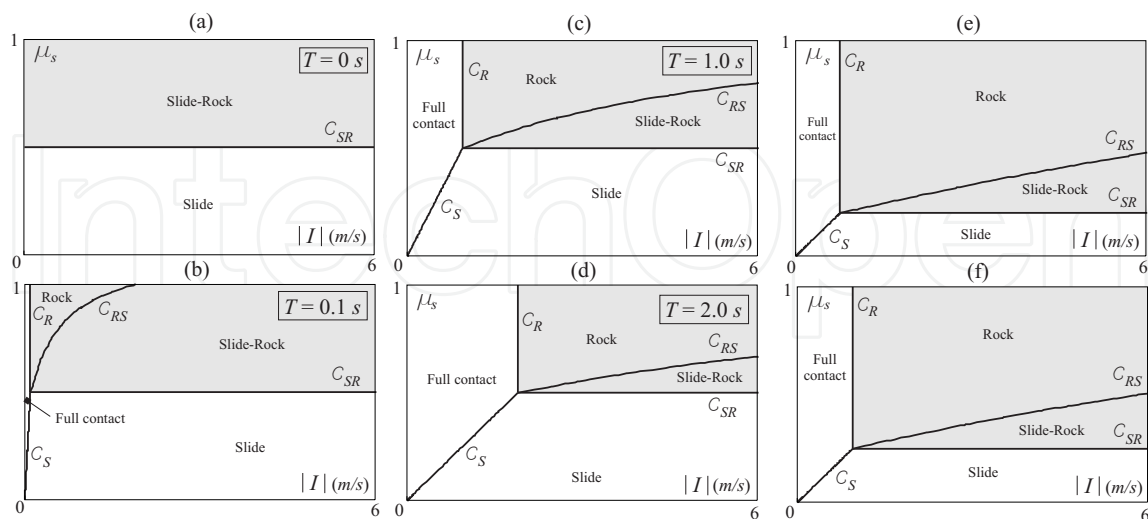 (a)
1
μs
T = 0 s
Slide-Rock
CSR
Slide
|I| (m/s)
0
6
(b)
1
Rock
CR
CRS
T = 0.1 s
Slide-Rock
CSR
Full contact
CS
Slide
|I| (m/s)
0
6
(c)
1
μs
CR
Rock
T = 1.0 s
Full
contact
CRS
Slide-Rock
CSR
CS
Slide
|I| (m/s)
0
6
(d)
1
μs
CR
T = 2.0 s
Rock
CRS
Full contact
Slide-Rock
CSR
CS
Slide
|I| (m/s)
0
6
(e)
1
μs
CR
Rock
Full
contact
CRS
Slide-Rock
CSR
CS
Slide
|I| (m/s)
0
6
(f)
1
μs
CR
Rock
Full
contact
CRS
Slide-Rock
CSR
CS
Slide
|I| (m/s)
0
6
IntechOpen